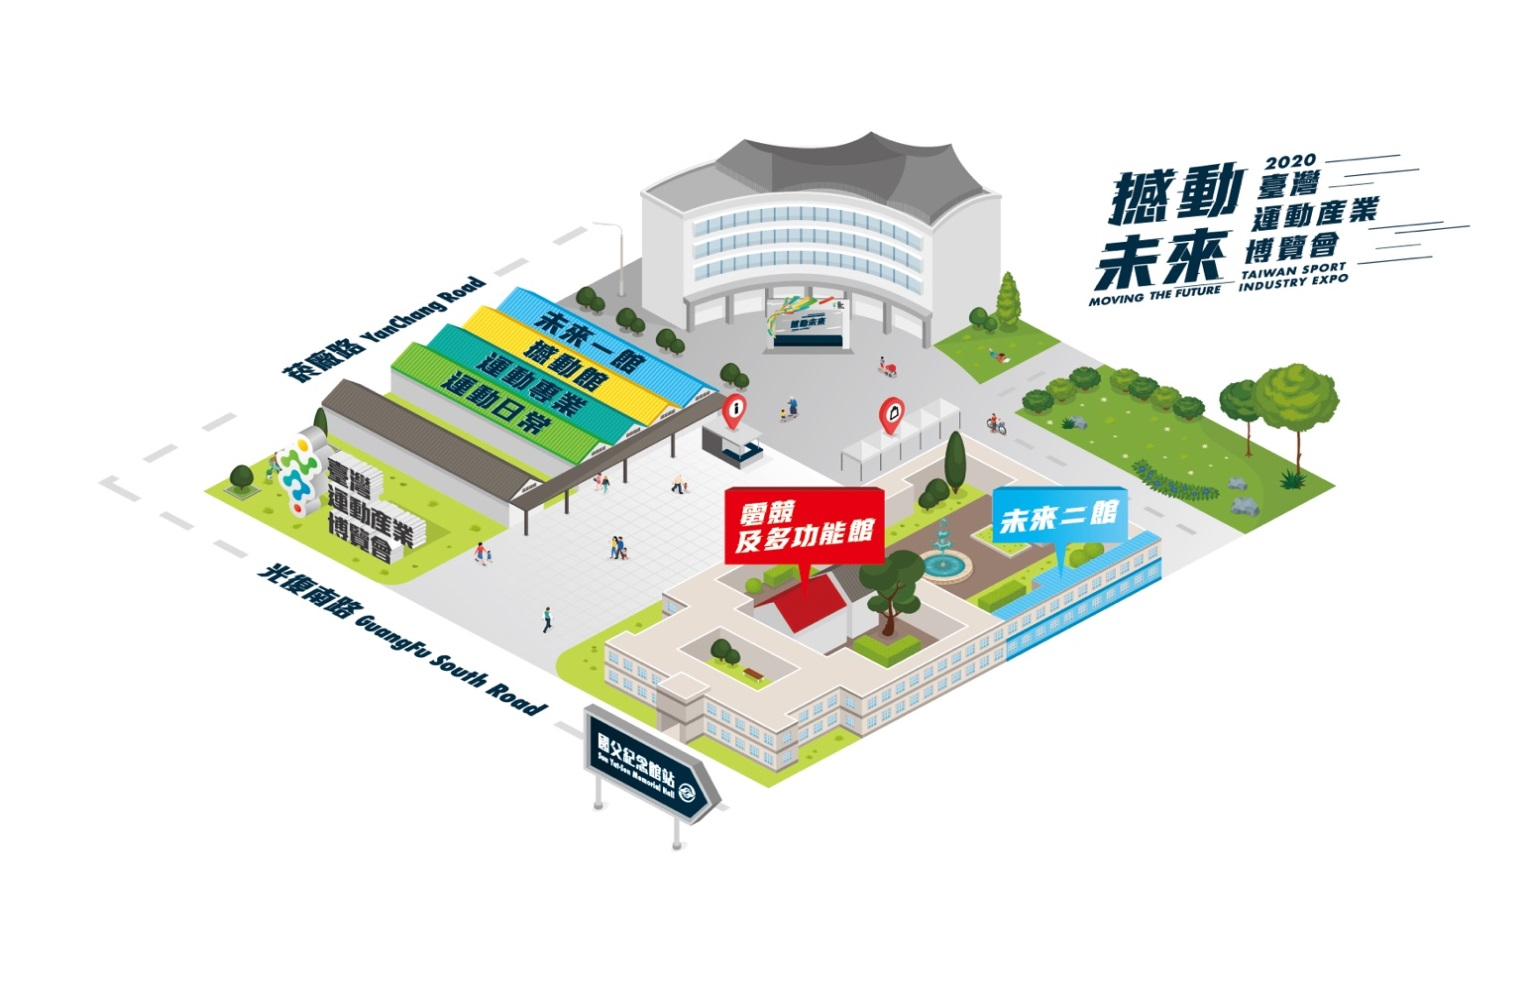 撼動
未來
MOVING THE FUTURE
2020
臺灣
運動產業
博覽會
TAIWAN SPORT
INDUSTRY EXPO
菸廠路 YanChang Road
未來一館
撼動館
運動專業
運動日常
撼動未來
i
臺灣
運動產業
博覽會
電競
及多功能館
未來二館
光復南路 GuangFu South Road
國父紀念館站
Sun Yat-Sen Memorial Hall